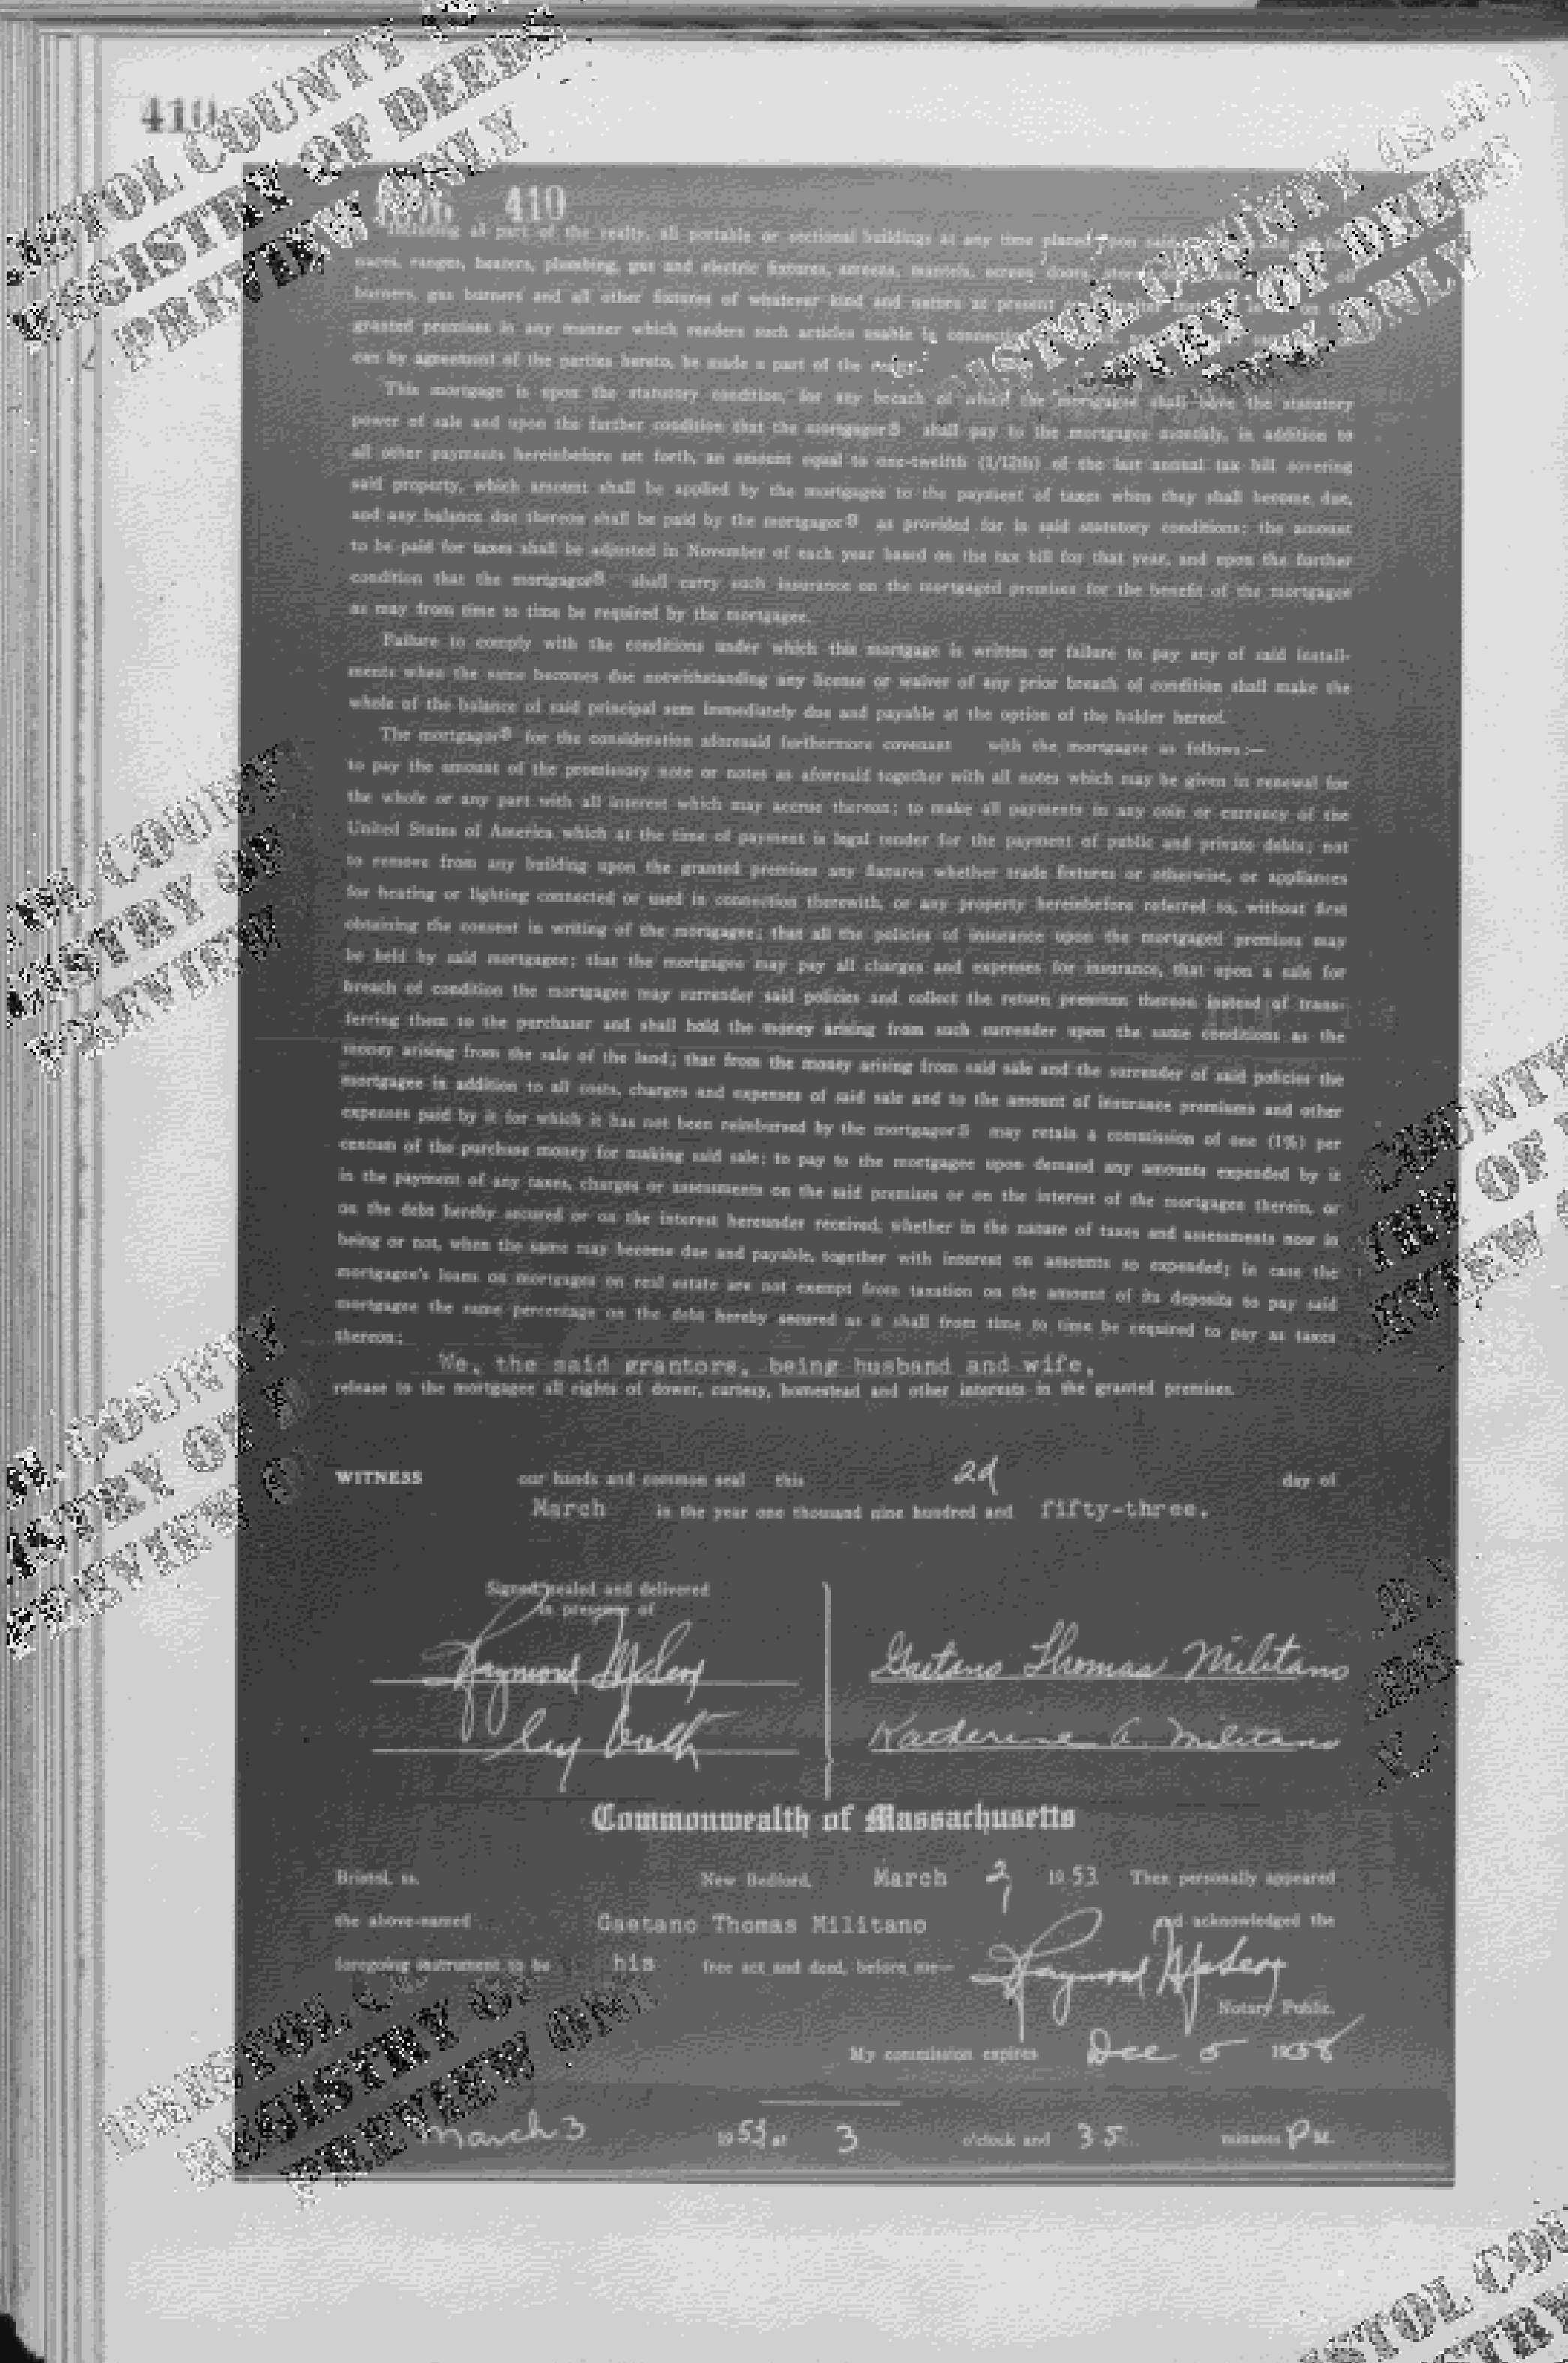 410
410
Including as part of the realty, all portable or sectional buildings at any time placed upon said
naces, ranges, heaters, plumbing, gas and electric fixtures, screens, mantels, screen doors, storm oil
burners, gas burners and all other fixtures of whatever kind and nature at present or on
granted premises in any manner which renders such articles usable in connection
can by agreement of the parties hereto, be made a part of the realty.
This mortgage is upon the statutory condition, for any breach of which the mortgagee shall have the statutory
power of sale and upon the further condition that the mortgagors shall pay to the mortgagee monthly, in addition to
all other payments hereinbefore set forth, an amount equal to one-twelfth (1/12th) of the last annual tax bill covering
said property, which amount shall be applied by the mortgagee to the payment of taxes when they shall become due,
and any balance due thereon shall be paid by the mortgagors as provided for in said statutory conditions; the amount
to be paid for taxes shall be adjusted in November of each year based on the tax bill for that year, and upon the further
condition that the mortgagors shall carry such insurance on the mortgaged premises for the benefit of the mortgagee
as may from time to time be required by the mortgagee.
Failure to comply with the conditions under which this mortgage is written or failure to pay any of said install-
ments when the same becomes due notwithstanding any license or waiver of any prior breach of condition shall make the
whole of the balance of said principal sum immediately due and payable at the option of the holder hereof.
The mortgagors for the consideration aforesaid furthermore covenant with the mortgagee as follows:—
to pay the amount of the promissory note or notes as aforesaid together with all notes which may be given in renewal for
the whole or any part with all interest which may accrue thereon; to make all payments in any coin or currency of the
United States of America which at the time of payment is legal tender for the payment of public and private debts; not
to remove from any building upon the granted premises any fixtures whether trade fixtures or otherwise, or appliances
for heating or lighting connected or used in connection therewith, or any property hereinbefore referred to, without first
obtaining the consent in writing of the mortgagee; that all the policies of insurance upon the mortgaged premises may
be held by said mortgagee; that the mortgagee may pay all charges and expenses for insurance, that upon a sale for
breach of condition the mortgagee may surrender said policies and collect the return premium thereon instead of trans-
ferring them to the purchaser and shall hold the money arising from such surrender upon the same conditions as the
money arising from the sale of the land; that from the money arising from said sale and the surrender of said policies the
mortgagee in addition to all costs, charges and expenses of said sale and to the amount of insurance premiums and other
expenses paid by it for which it has not been reimbursed by the mortgagors may retain a commission of one (1%) per
centum of the purchase money for making said sale; to pay to the mortgagee upon demand any amounts expended by it
in the payment of any taxes, charges or assessments on the said premises or on the interest of the mortgagee therein, or
on the debt hereby secured or on the interest hereunder received, whether in the nature of taxes and assessments now in
being or not, when the same may become due and payable, together with interest on amounts so expended; in case the
mortgagee's loans on mortgages on real estate are not exempt from taxation on the amount of its deposits to pay said
mortgagee the same percentage on the debt hereby secured as it shall from time to time be required to pay as taxes
thereon;
We, the said grantors, being husband and wife,
release to the mortgagee all rights of dower, curtesy, homestead and other interests in the granted premises.
WITNESS our hands and common seal this 2d day of
March in the year one thousand nine hundred and fifty-three.
Signed sealed and delivered
in presence of
Raymond Gaetano Thomas Militano
Katherine A. Militano
Commonwealth of Massachusetts
Bristol, ss. New Bedford, March 2, 1953 Then personally appeared
the above-named Gaetano Thomas Militano and acknowledged the
foregoing instrument to be his free act and deed, before me—
Raymond
Notary Public.
My commission expires Dec 5 1958
March 3 1953 at 3 o'clock and 35 minutes P M.
BRISTOL COUNTY (S.D.)
REGISTRY OF DEEDS
PREVIEW ONLY